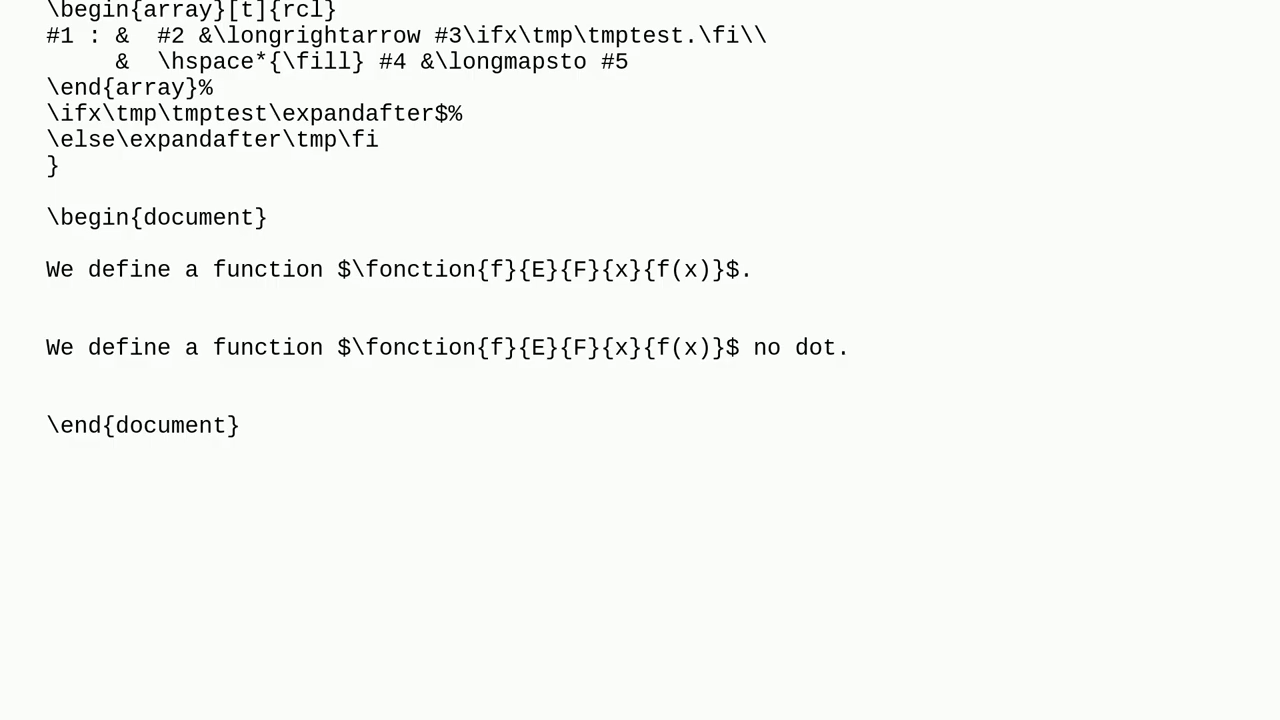 \begin{array}[t]{rcl}
#1 : &  #2 &\longrightarrow #3\ifx\tmp\tmptest.\fi\\
     &  \hspace*{\fill} #4 &\longmapsto #5
\end{array}%
\ifx\tmp\tmptest\expandafter$%
\else\expandafter\tmp\fi
}
\begin{document}
We define a function $\fonction{f}{E}{F}{x}{f(x)}$.
We define a function $\fonction{f}{E}{F}{x}{f(x)}$ no dot.
\end{document}